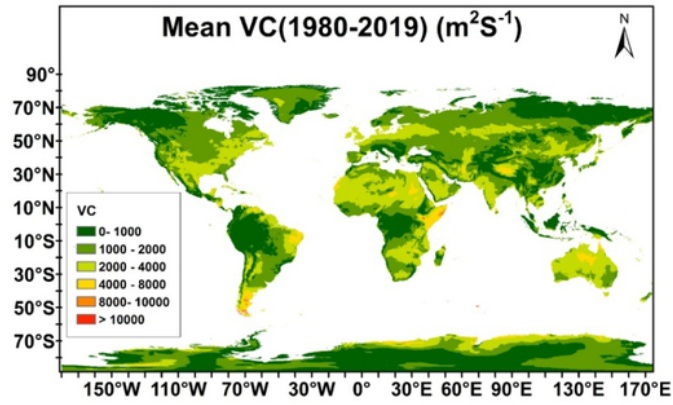 Mean VC(1980-2019) (m²S⁻¹)
N
90°
70°N
50°N
30°N
10°N
10°S
30°S
50°S
70°S
VC
0- 1000
1000 - 2000
2000 - 4000
4000 - 8000
8000- 10000
> 10000
150°W 110°W 70°W 30°W 0° 30°E 60°E 90°E 130°E 170°E